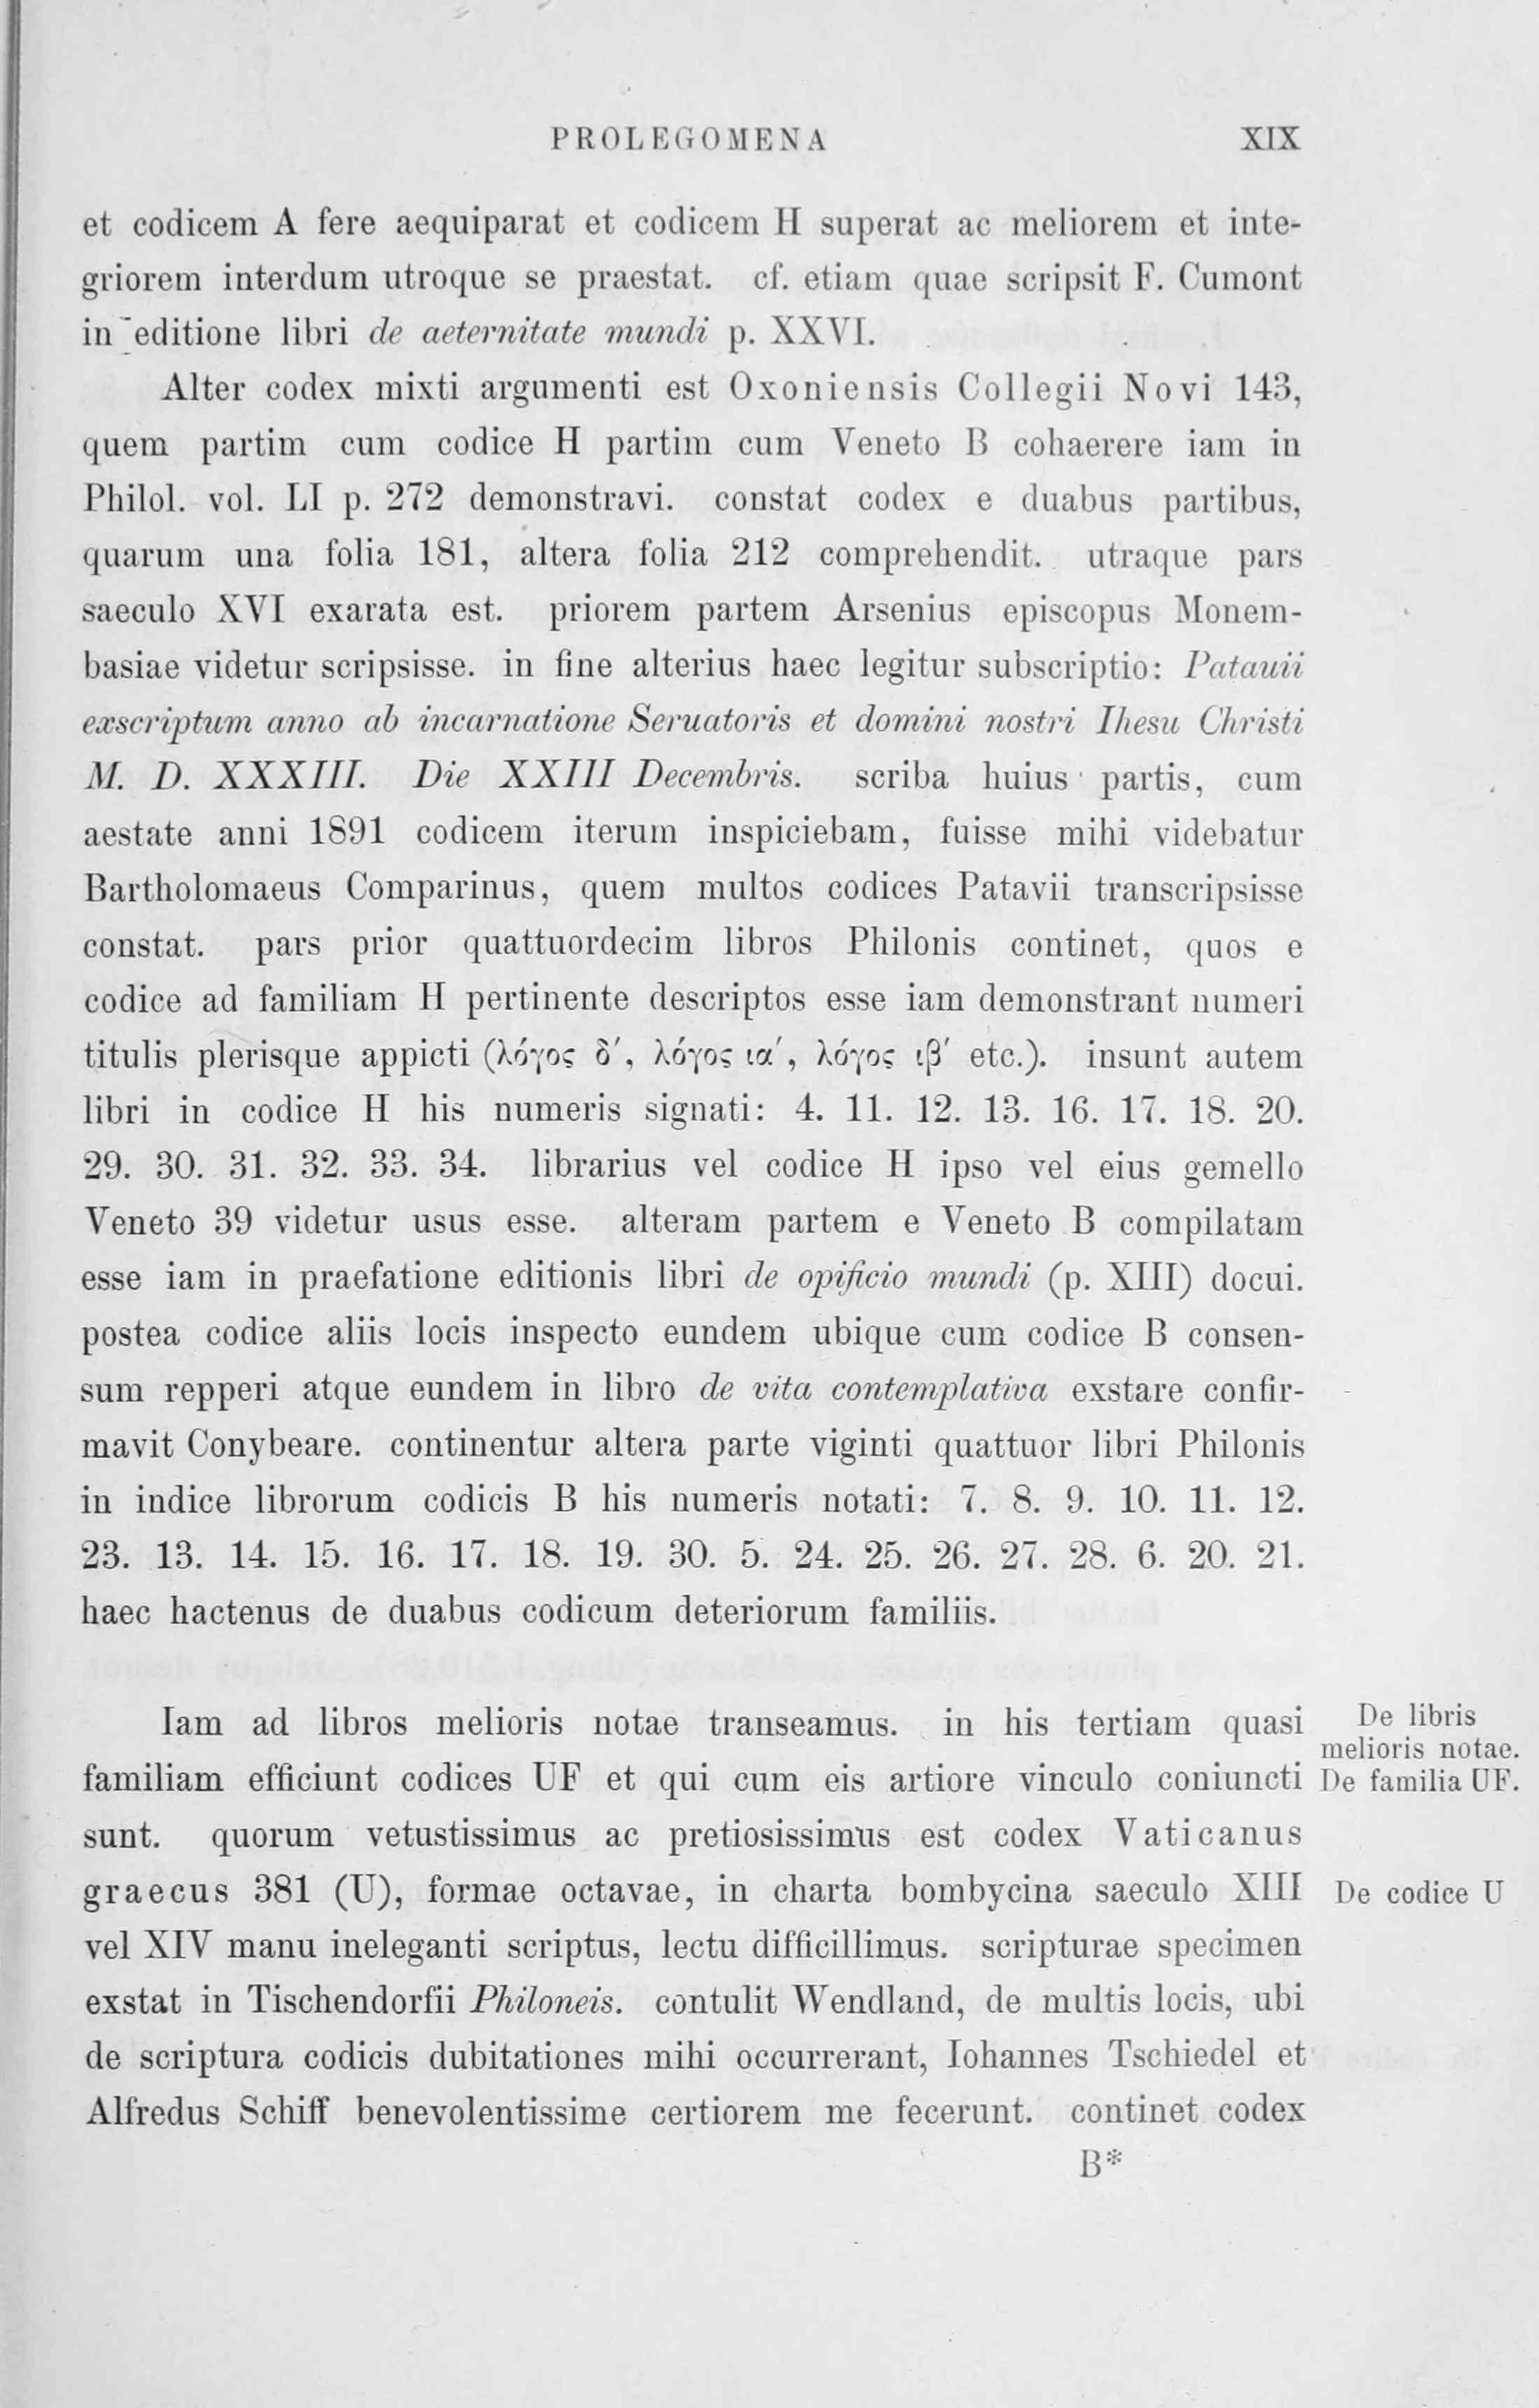 PROLEGOMENA XIX
et codicem A fere aequiparat et codicem H superat ac meliorem et inte-
griorem interdum utroque se praestat. cf. etiam quae scripsit F. Cumont
in editione libri de aeternitate mundi p. XXVI.
Alter codex mixti argumenti est Oxoniensis Collegii Novi 143,
quem partim cum codice H partim cum Veneto B cohaerere iam in
Philol. vol. LI p. 272 demonstravi. constat codex e duabus partibus,
quarum una folia 181, altera folia 212 comprehendit. utraque pars
saeculo XVI exarata est. priorem partem Arsenius episcopus Monem-
basiae videtur scripsisse. in fine alterius haec legitur subscriptio: Patauii
exscriptum anno ab incarnatione Seruatoris et domini nostri Ihesu Christi
M. D. XXXIII. Die XXIII Decembris. scriba huius partis, cum
aestate anni 1891 codicem iterum inspiciebam, fuisse mihi videbatur
Bartholomaeus Comparinus, quem multos codices Patavii transcripsisse
constat. pars prior quattuordecim libros Philonis continet, quos e
codice ad familiam H pertinente descriptos esse iam demonstrant numeri
titulis plerisque appicti (λόγος δ′, λόγος ια′, λόγος ιβ′ etc.). insunt autem
libri in codice H his numeris signati: 4. 11. 12. 13. 16. 17. 18. 20.
29. 30. 31. 32. 33. 34. librarius vel codice H ipso vel eius gemello
Veneto 39 videtur usus esse. alteram partem e Veneto B compilatam
esse iam in praefatione editionis libri de opificio mundi (p. XIII) docui.
postea codice aliis locis inspecto eundem ubique cum codice B consen-
sum repperi atque eundem in libro de vita contemplativa exstare confir-
mavit Conybeare. continentur altera parte viginti quattuor libri Philonis
in indice librorum codicis B his numeris notati: 7. 8. 9. 10. 11. 12.
23. 13. 14. 15. 16. 17. 18. 19. 30. 5. 24. 25. 26. 27. 28. 6. 20. 21.
haec hactenus de duabus codicum deteriorum familiis.
Iam ad libros melioris notae transeamus. in his tertiam quasi
De libris
melioris notae.
familiam efficiunt codices UF et qui cum eis artiore vinculo coniuncti
De familia UF.
sunt. quorum vetustissimus ac pretiosissimus est codex Vaticanus
graecus 381 (U), formae octavae, in charta bombycina saeculo XIII
De codice U
vel XIV manu ineleganti scriptus, lectu difficillimus. scripturae specimen
exstat in Tischendorfii Philoneis. contulit Wendland, de multis locis, ubi
de scriptura codicis dubitationes mihi occurrerant, Iohannes Tschiedel et
Alfredus Schiff benevolentissime certiorem me fecerunt. continet codex
B*